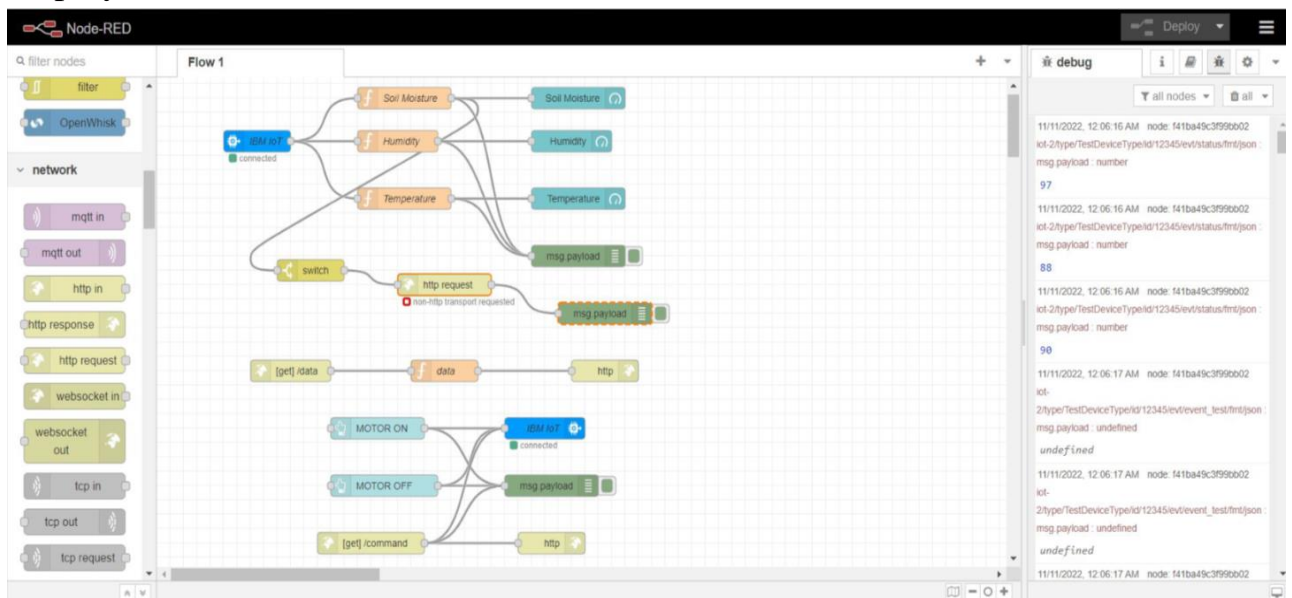 Node-RED
Deploy
filter nodes
Flow 1
debug
i
all nodes
all
filter
OpenWhisk
network
mqtt in
mqtt out
http in
http response
http request
websocket in
websocket
out
tcp in
tcp out
tcp request
Soil Moisture
Soil Moisture
IBM IoT
connected
Humidity
Humidity
Temperature
Temperature
msg.payload
switch
http request
non-http transport requested
msg.payload
[get] /data
data
http
MOTOR ON
IBM IoT
connected
MOTOR OFF
msg.payload
[get] /command
http
11/11/2022, 12:06:16 AM node: f41ba49c3f99bb02
iot-2/type/TestDeviceType/id/12345/evt/status/fmt/json :
msg.payload : number
97
11/11/2022, 12:06:16 AM node: f41ba49c3f99bb02
iot-2/type/TestDeviceType/id/12345/evt/status/fmt/json :
msg.payload : number
88
11/11/2022, 12:06:16 AM node: f41ba49c3f99bb02
iot-2/type/TestDeviceType/id/12345/evt/status/fmt/json :
msg.payload : number
90
11/11/2022, 12:06:17 AM node: f41ba49c3f99bb02
iot-
2/type/TestDeviceType/id/12345/evt/event_test/fmt/json :
msg.payload : undefined
undefined
11/11/2022, 12:06:17 AM node: f41ba49c3f99bb02
iot-
2/type/TestDeviceType/id/12345/evt/event_test/fmt/json :
msg.payload : undefined
undefined
11/11/2022, 12:06:17 AM node: f41ba49c3f99bb02